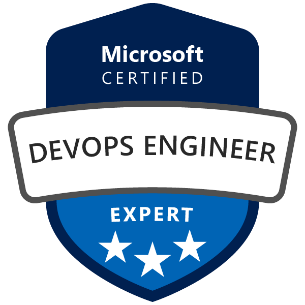 Microsoft
CERTIFIED
DEVOPS ENGINEER
EXPERT